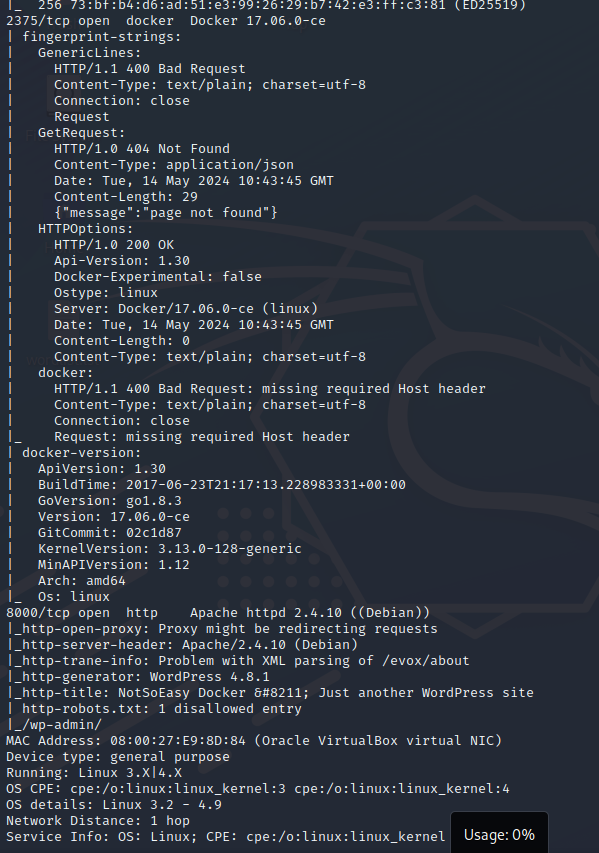 |_  256 73:bf:b4:d6:ad:51:e3:99:26:29:b7:42:e3:ff:c3:81 (ED25519)
2375/tcp open  docker  Docker 17.06.0-ce
| fingerprint-strings:
|   GenericLines:
|     HTTP/1.1 400 Bad Request
|     Content-Type: text/plain; charset=utf-8
|     Connection: close
|     Request
|   GetRequest:
|     HTTP/1.0 404 Not Found
|     Content-Type: application/json
|     Date: Tue, 14 May 2024 10:43:45 GMT
|     Content-Length: 29
|     {"message":"page not found"}
|   HTTPOptions:
|     HTTP/1.0 200 OK
|     Api-Version: 1.30
|     Docker-Experimental: false
|     Ostype: linux
|     Server: Docker/17.06.0-ce (linux)
|     Date: Tue, 14 May 2024 10:43:45 GMT
|     Content-Length: 0
|     Content-Type: text/plain; charset=utf-8
|   docker:
|     HTTP/1.1 400 Bad Request: missing required Host header
|     Content-Type: text/plain; charset=utf-8
|     Connection: close
|_    Request: missing required Host header
| docker-version:
|   ApiVersion: 1.30
|   BuildTime: 2017-06-23T21:17:13.228983331+00:00
|   GoVersion: go1.8.3
|   Version: 17.06.0-ce
|   GitCommit: 02c1d87
|   KernelVersion: 3.13.0-128-generic
|   MinAPIVersion: 1.12
|   Arch: amd64
|_  Os: linux
8000/tcp open  http    Apache httpd 2.4.10 ((Debian))
|_http-open-proxy: Proxy might be redirecting requests
|_http-server-header: Apache/2.4.10 (Debian)
|_http-trane-info: Problem with XML parsing of /evox/about
|_http-generator: WordPress 4.8.1
|_http-title: NotSoEasy Docker &#8211; Just another WordPress site
| http-robots.txt: 1 disallowed entry
|_/wp-admin/
MAC Address: 08:00:27:E9:8D:84 (Oracle VirtualBox virtual NIC)
Device type: general purpose
Running: Linux 3.X|4.X
OS CPE: cpe:/o:linux:linux_kernel:3 cpe:/o:linux:linux_kernel:4
OS details: Linux 3.2 - 4.9
Network Distance: 1 hop
Service Info: OS: Linux; CPE: cpe:/o:linux:linux_kernel
Usage: 0%